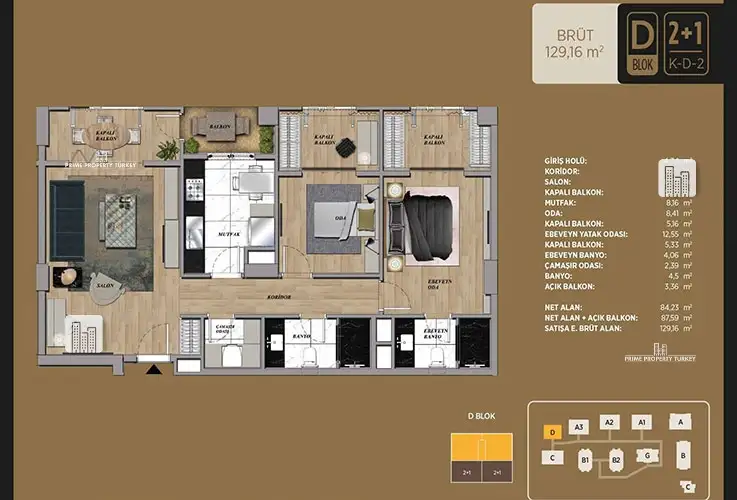 BRÜT
129,16 m²
D
BLOK
2+1
K-D-2
KAPALI
BALKON
BALKON
KAPALI
BALKON
KAPALI
BALKON
PRIME PROPERTY TURKEY
MUTFAK
ODA
SALON
EBEVEYN
ODA
KORİDOR
ÇAMAŞIR
ODASI
BANYO
EBEVEYN
BANYO
GİRİŞ HOLÜ:
KORİDOR:
SALON:
KAPALI BALKON: m²
MUTFAK: 8,16 m²
ODA: 8,41 m²
KAPALI BALKON: 5,16 m²
EBEVEYN YATAK ODASI: 12,55 m²
KAPALI BALKON: 5,33 m²
EBEVEYN BANYO: 4,06 m²
ÇAMAŞIR ODASI: 2,39 m²
BANYO: 4,5 m²
AÇIK BALKON: 3,36 m²
NET ALAN: 84,23 m²
NET ALAN + AÇIK BALKON: 87,59 m²
SATIŞA E. BRÜT ALAN: 129,16 m²
PRIME PROPERTY TURKEY
D BLOK
2+1 2+1
D A3 A2 A1 A
C B1 B2 G B
C